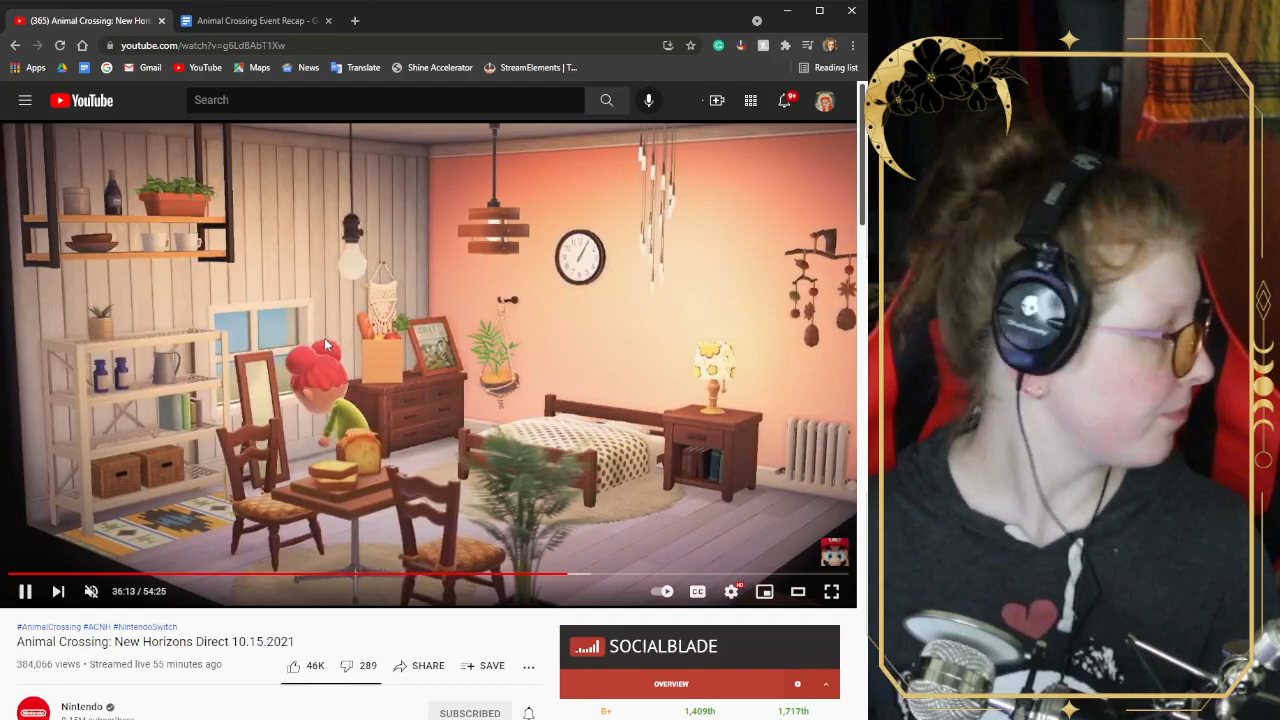 (365) Animal Crossing: New Hori
Animal Crossing Event Recap - G
youtube.com/watch?v=g6LdBAbT1Xw
Apps
Gmail
YouTube
Maps
News
Translate
Shine Accelerator
StreamElements | T...
Reading list
YouTube
Search
9+
36:13 / 54:25
CC
HD
#AnimalCrossing #ACNH #NintendoSwitch
Animal Crossing: New Horizons Direct 10.15.2021
384,066 views • Streamed live 55 minutes ago
46K
289
SHARE
SAVE
SOCIALBLADE
OVERVIEW
B+
1,409th
1,717th
Nintendo
SUBSCRIBED